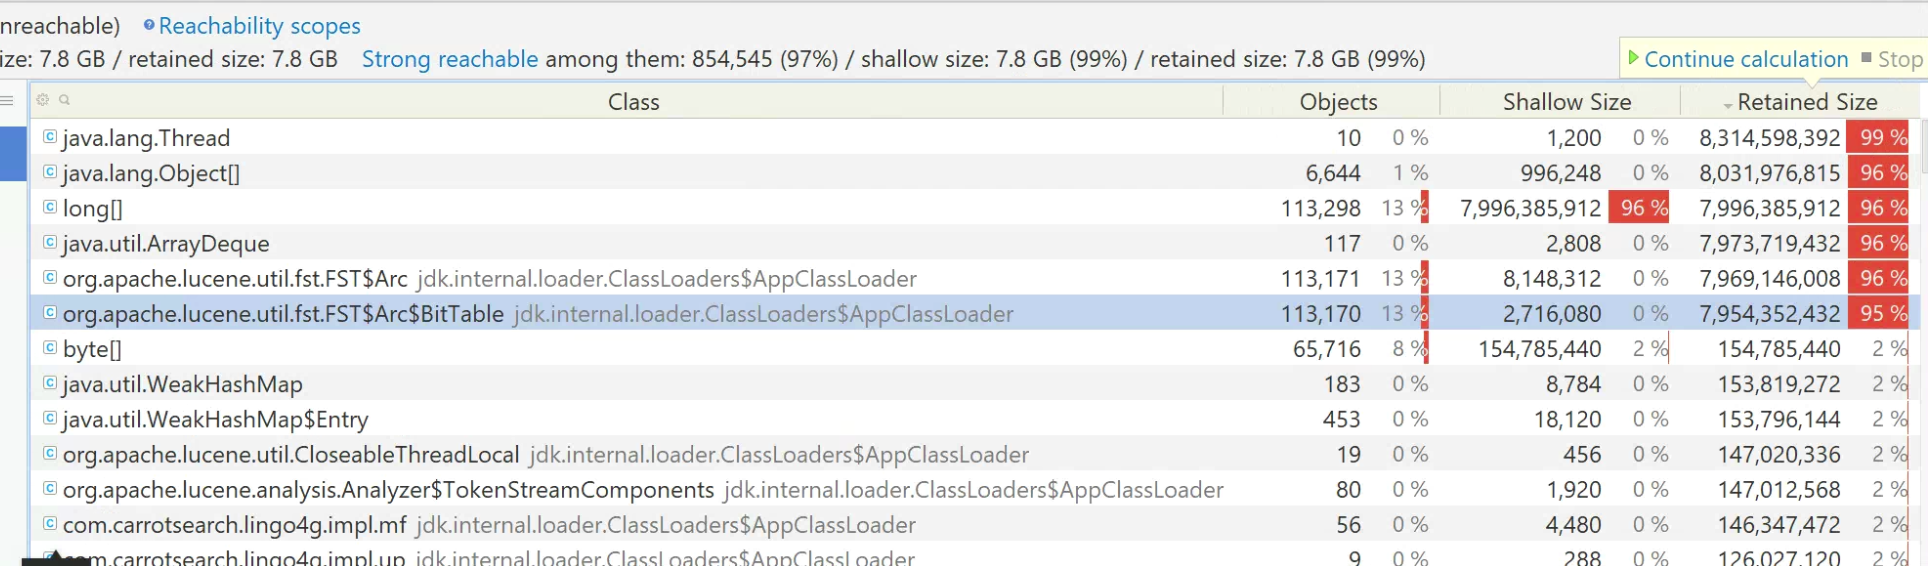 nreachable) Reachability scopes
ize: 7.8 GB / retained size: 7.8 GB Strong reachable among them: 854,545 (97%) / shallow size: 7.8 GB (99%) / retained size: 7.8 GB (99%) Continue calculation Stop
Class Objects Shallow Size Retained Size
java.lang.Thread 10 0 % 1,200 0 % 8,314,598,392 99 %
java.lang.Object[] 6,644 1 % 996,248 0 % 8,031,976,815 96 %
long[] 113,298 13 % 7,996,385,912 96 % 7,996,385,912 96 %
java.util.ArrayDeque 117 0 % 2,808 0 % 7,973,719,432 96 %
org.apache.lucene.util.fst.FST$Arc jdk.internal.loader.ClassLoaders$AppClassLoader 113,171 13 % 8,148,312 0 % 7,969,146,008 96 %
org.apache.lucene.util.fst.FST$Arc$BitTable jdk.internal.loader.ClassLoaders$AppClassLoader 113,170 13 % 2,716,080 0 % 7,954,352,432 95 %
byte[] 65,716 8 % 154,785,440 2 % 154,785,440 2 %
java.util.WeakHashMap 183 0 % 8,784 0 % 153,819,272 2 %
java.util.WeakHashMap$Entry 453 0 % 18,120 0 % 153,796,144 2 %
org.apache.lucene.util.CloseableThreadLocal jdk.internal.loader.ClassLoaders$AppClassLoader 19 0 % 456 0 % 147,020,336 2 %
org.apache.lucene.analysis.Analyzer$TokenStreamComponents jdk.internal.loader.ClassLoaders$AppClassLoader 80 0 % 1,920 0 % 147,012,568 2 %
com.carrotsearch.lingo4g.impl.mf jdk.internal.loader.ClassLoaders$AppClassLoader 56 0 % 4,480 0 % 146,347,472 2 %
m.carrotsearch.lingo4g.impl.up jdk.internal.loader.ClassLoaders$AppClassLoader 9 0 % 288 0 % 126,027,120 2 %